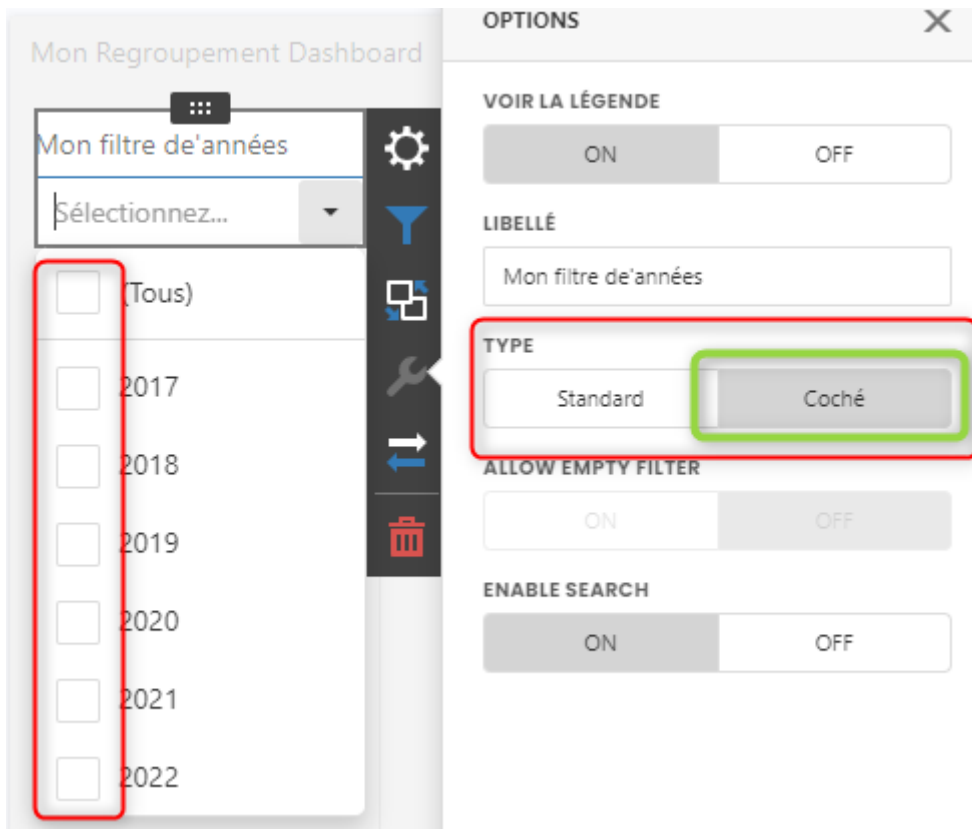 Mon Regroupement Dashboard
Mon filtre de'années
Sélectionnez...
(Tous)
2017
2018
2019
2020
2021
2022
OPTIONS
VOIR LA LÉGENDE
ON OFF
LIBELLÉ
Mon filtre de'années
TYPE
Standard Coché
ALLOW EMPTY FILTER
ON OFF
ENABLE SEARCH
ON OFF